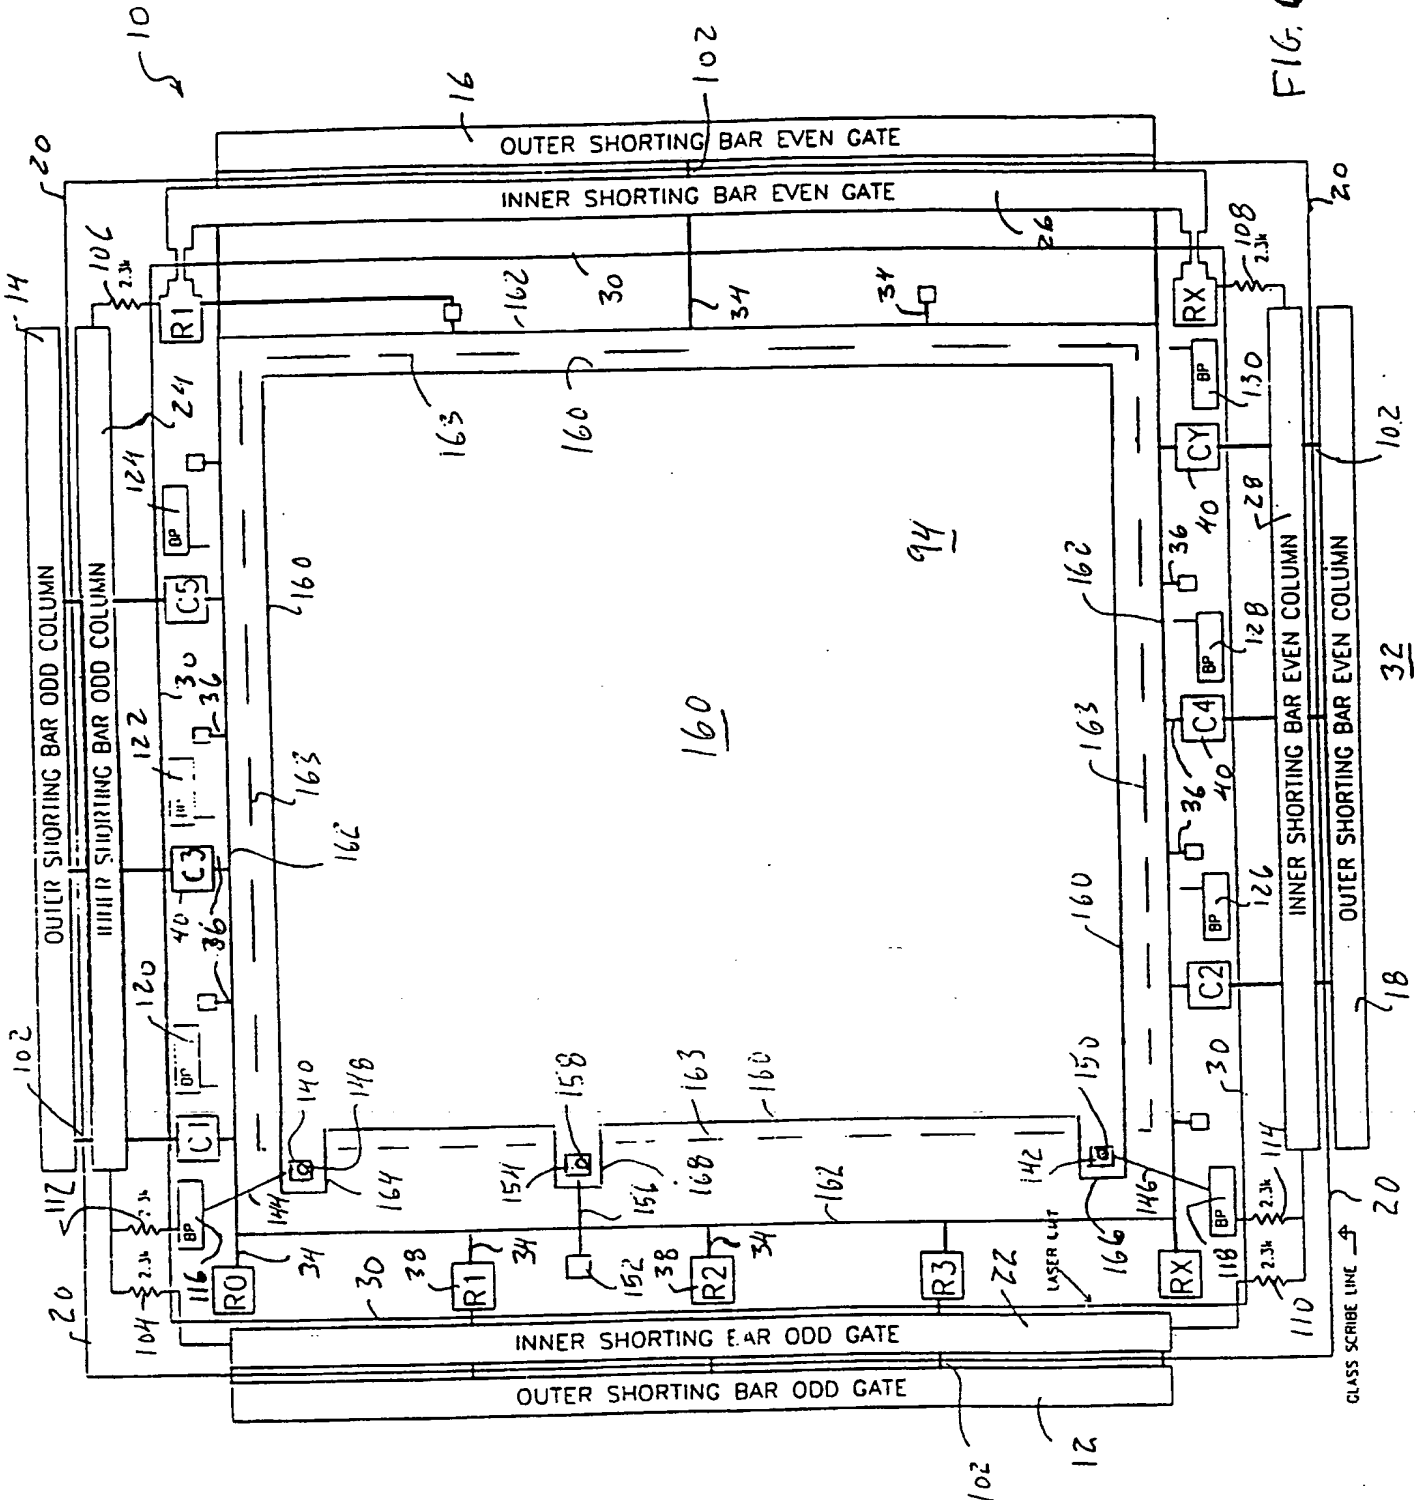 10
FIG.
16
102
OUTER SHORTING BAR EVEN GATE
INNER SHORTING BAR EVEN GATE
26
20
20
14
106
2.3k
108
2.3k
R1
RX
162
30
34
34
24
163
160
BP
130
124
BP
CY
40
28
102
C5
160
94
162
36
OUTER SHORTING BAR ODD COLUMN
SHORTING BAR ODD COLUMN
INNER SHORTING BAR EVEN COLUMN
OUTER SHORTING BAR EVEN COLUMN
30
36
122
163
160
163
BP
128
C4
36
40
32
162
C3
40
36
160
BP
126
120
BP
C2
18
102
140
148
158
163
160
150
30
C1
154
142
114
112
164
144
156
168
162
146
BP
116
2.3k
166
BP
118
2.3k
20
20
104
2.3k
110
2.3k
R0
34
30
38
R1
34
152
38
R2
34
R3
LASER CUT
22
RX
INNER SHORTING BAR ODD GATE
OUTER SHORTING BAR ODD GATE
GLASS SCRIBE LINE
102
12